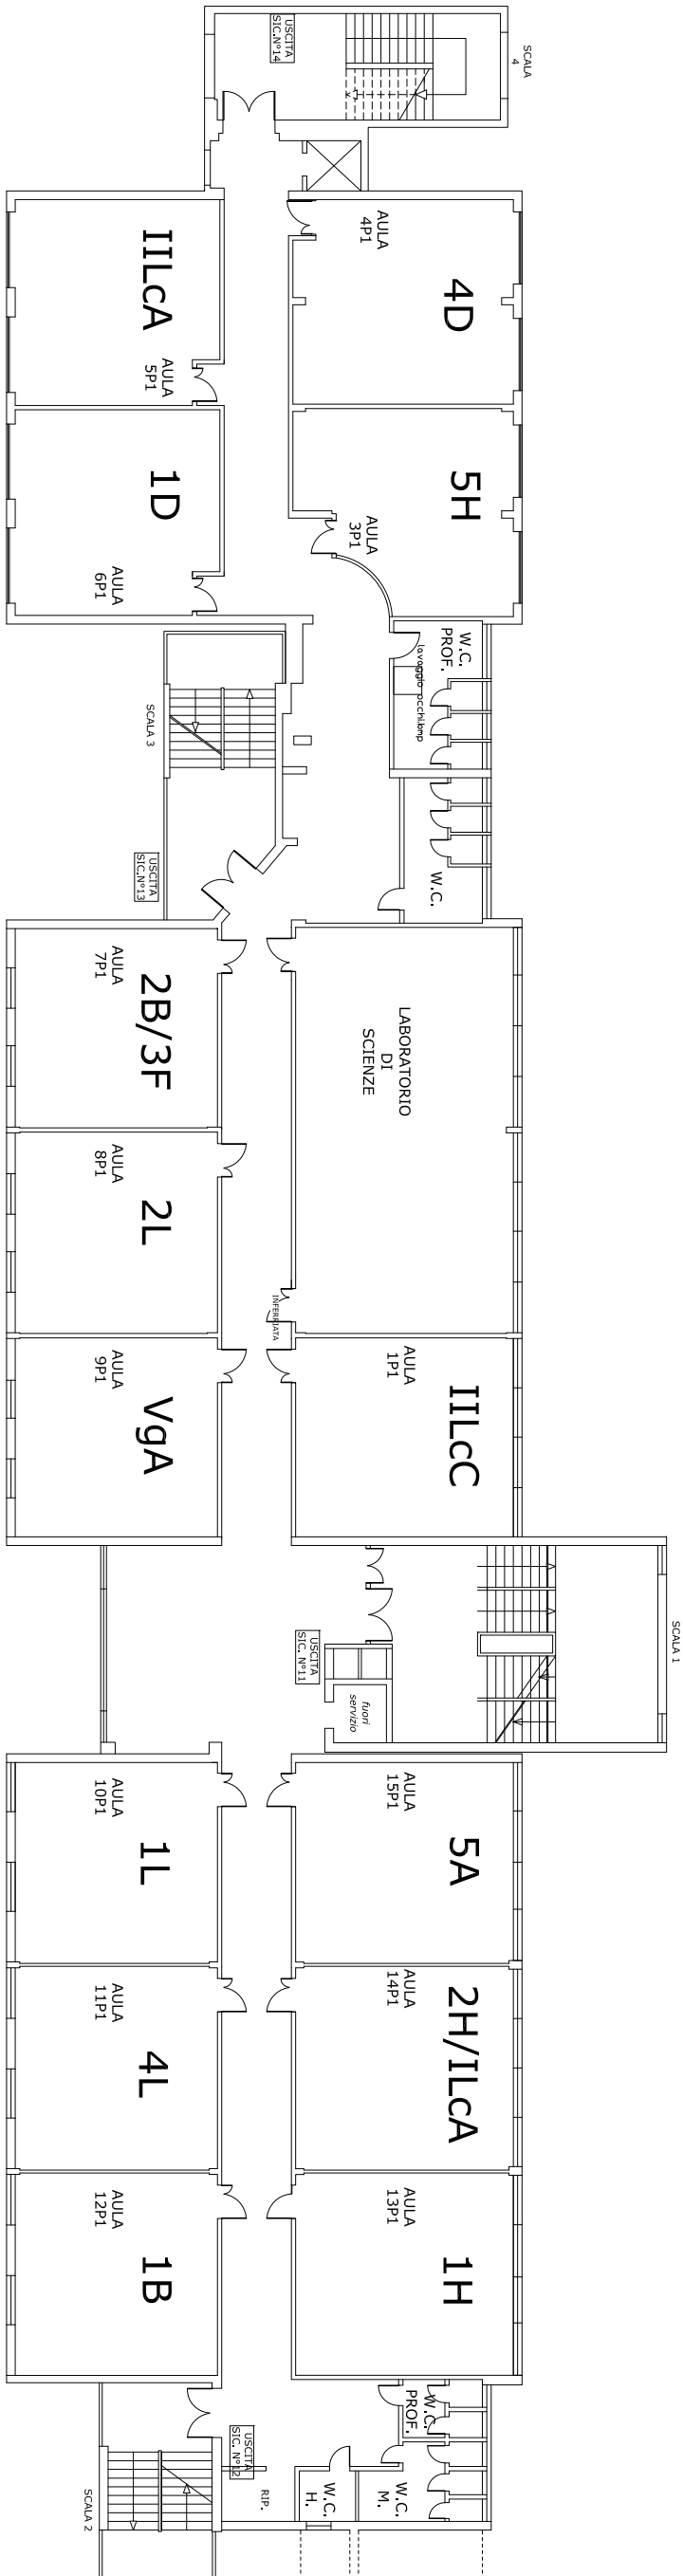 SCALA
4
USCITA
SIC.N°14
AULA
4P1
4D
IILcA
AULA
5P1
5H
AULA
3P1
1D
AULA
6P1
W.C.
PROF.
lavaggio occhi.bmp
SCALA 3
W.C.
USCITA
SIC.N°13
AULA
7P1
2B/3F
LABORATORIO
DI
SCIENZE
AULA
8P1
2L
INFERRIATA
AULA
9P1
VgA
AULA
1P1
IILcC
SCALA 1
USCITA
SIC. N°11
fuori
servizio
AULA
10P1
1L
AULA
15P1
5A
AULA
11P1
4L
AULA
14P1
2H/ILcA
AULA
12P1
1B
AULA
13P1
1H
W.C.
PROF.
USCITA
SIC. N°12
RIP.
W.C.
H.
W.C.
M.
SCALA 2